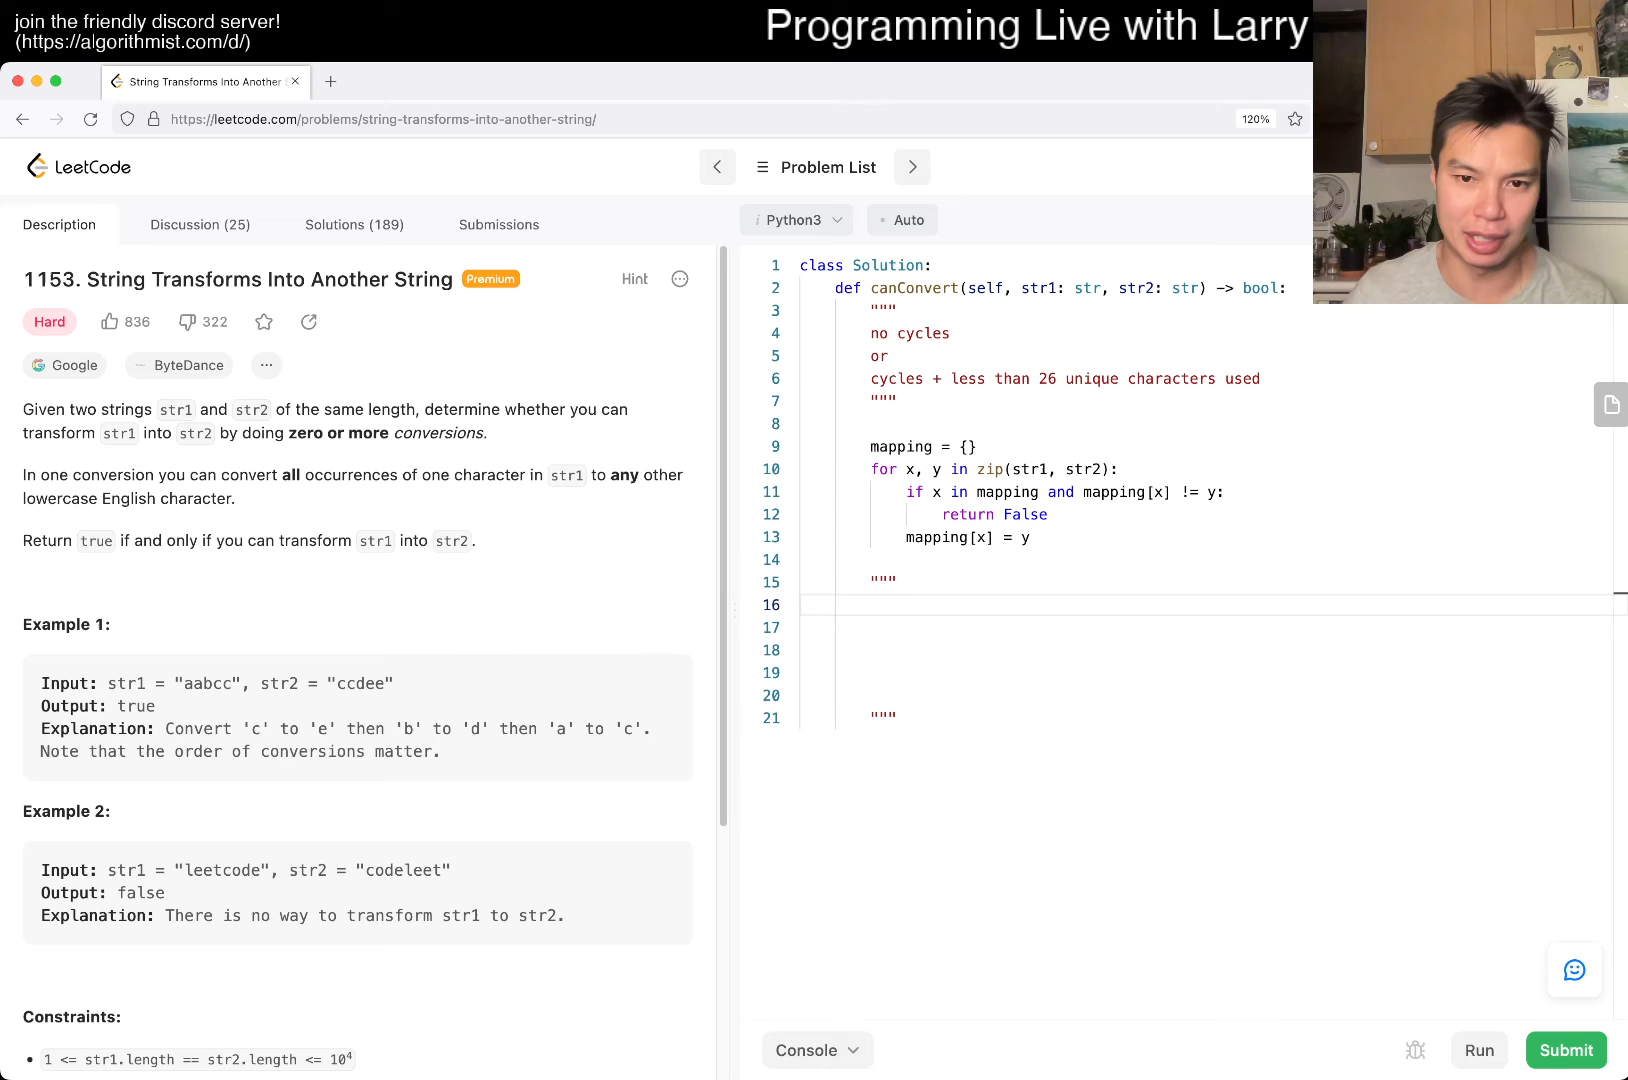 join the friendly discord server!
(https://algorithmist.com/d/)
Programming Live with Larry
String Transforms Into Another
https://leetcode.com/problems/string-transforms-into-another-string/
120%
LeetCode
Problem List
Description
Discussion (25)
Solutions (189)
Submissions
i Python3
Auto
1153. String Transforms Into Another String
Premium
Hint
Hard
836
322
Google
ByteDance
Given two strings str1 and str2 of the same length, determine whether you can
transform str1 into str2 by doing zero or more conversions.
In one conversion you can convert all occurrences of one character in str1 to any other
lowercase English character.
Return true if and only if you can transform str1 into str2.
Example 1:
Input: str1 = "aabcc", str2 = "ccdee"
Output: true
Explanation: Convert 'c' to 'e' then 'b' to 'd' then 'a' to 'c'.
Note that the order of conversions matter.
Example 2:
Input: str1 = "leetcode", str2 = "codeleet"
Output: false
Explanation: There is no way to transform str1 to str2.
Constraints:
• 1 <= str1.length == str2.length <= 10⁴
1 class Solution:
2 def canConvert(self, str1: str, str2: str) -> bool:
3 """
4 no cycles
5 or
6 cycles + less than 26 unique characters used
7 """
8
9 mapping = {}
10 for x, y in zip(str1, str2):
11 if x in mapping and mapping[x] != y:
12 return False
13 mapping[x] = y
14
15 """
16
17
18
19
20
21 """
Console
Run
Submit